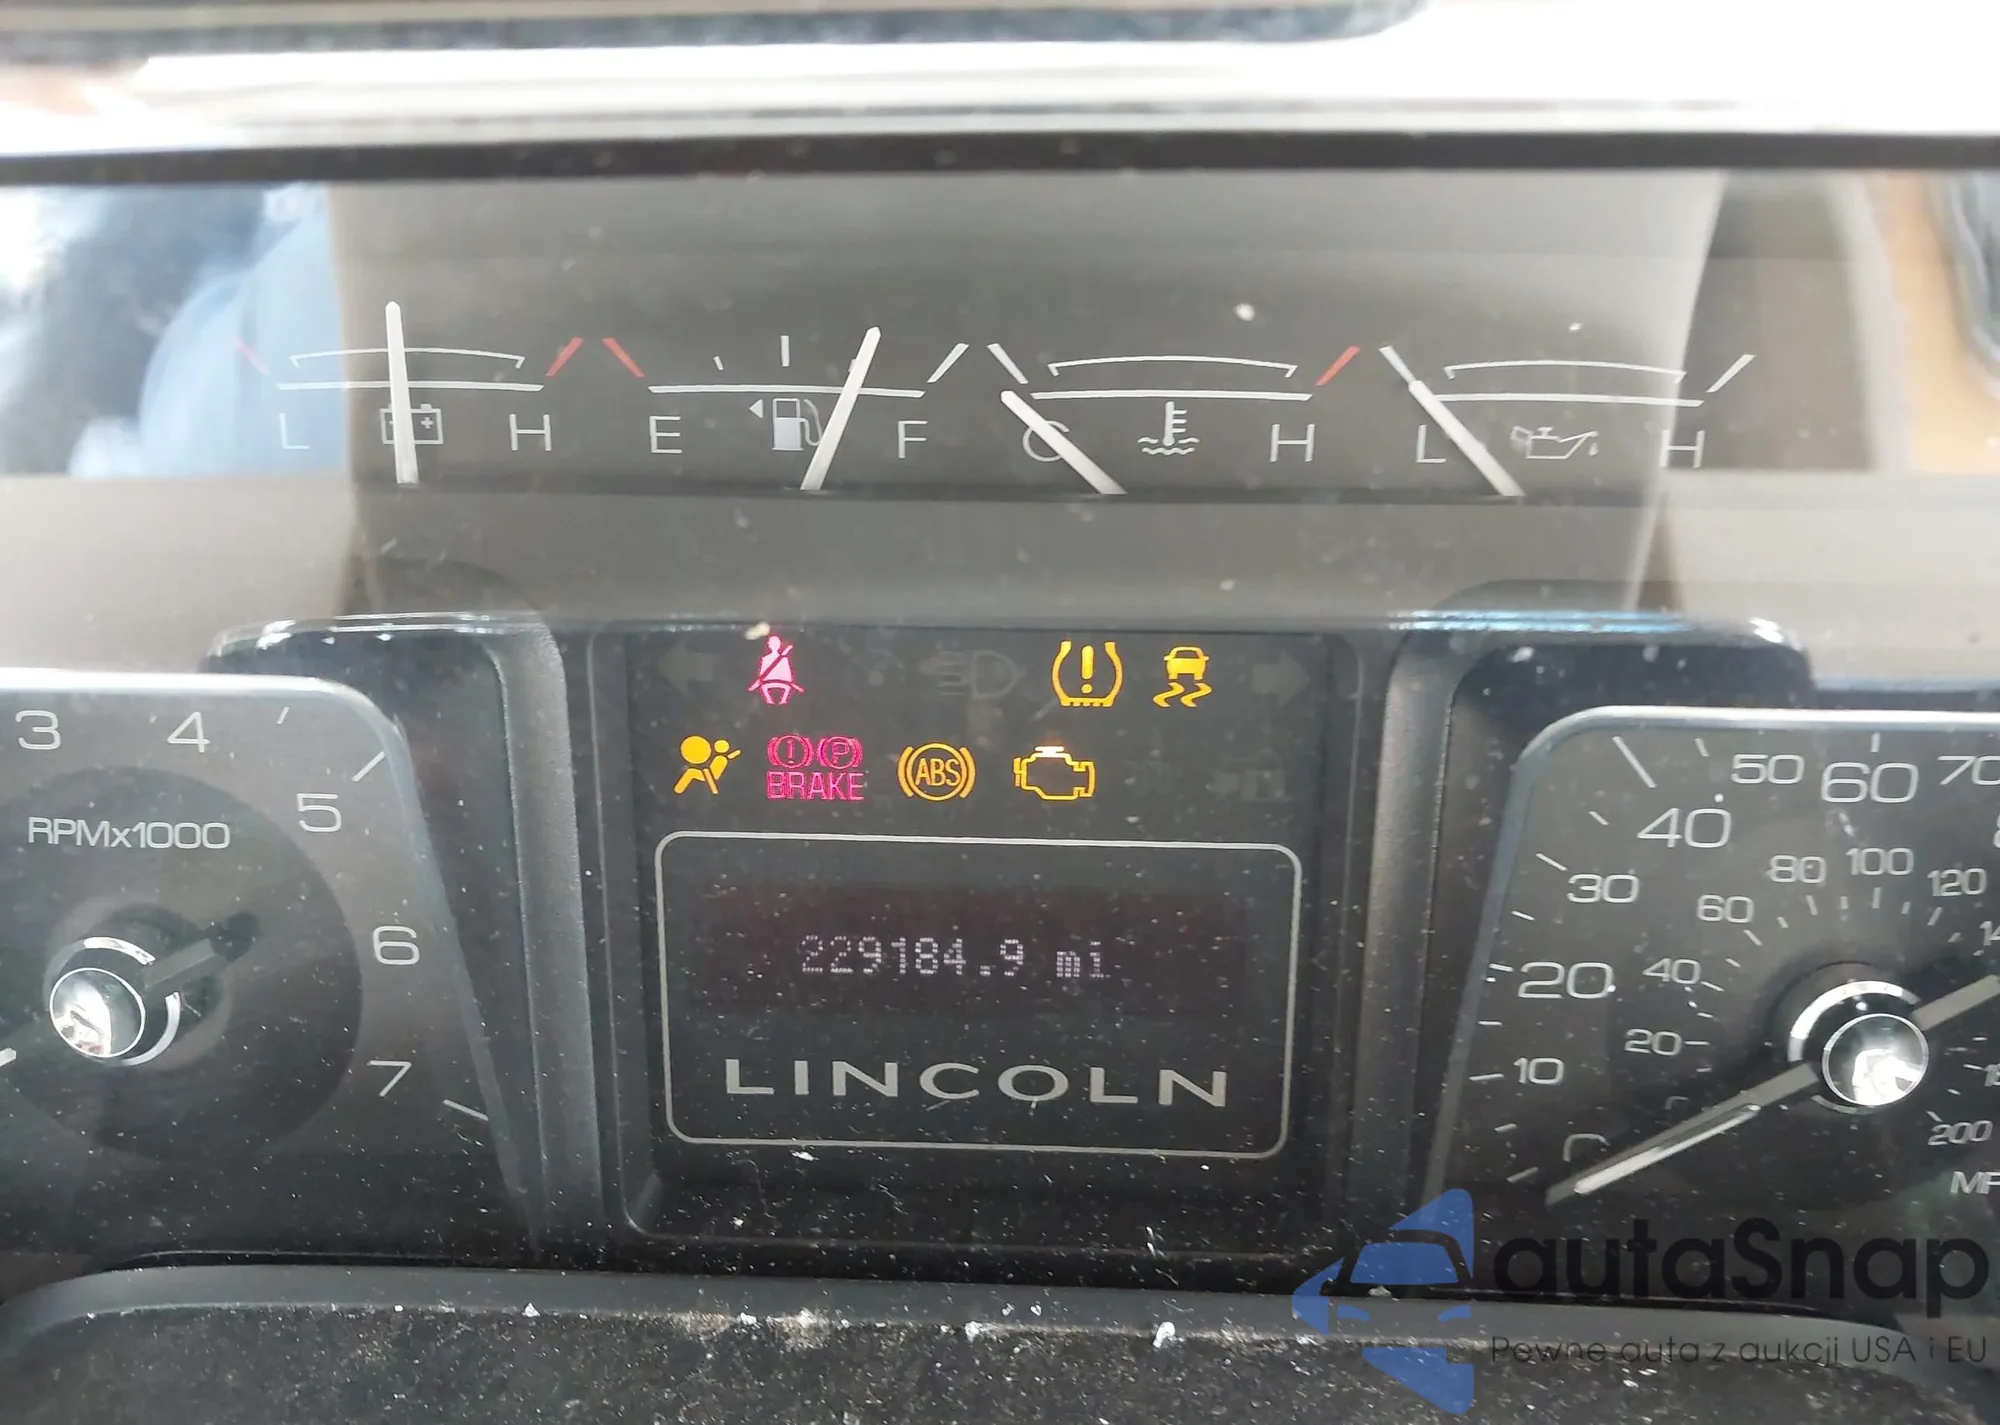 L H E F C H L H
3 4 5 6 7
RPMx1000
BRAKE
ABS
P
229184.9 mi
LINCOLN
0 10 20 30 40 50 60 70
20 40 60 80 100 120
200
autaSnap
Pewne auta z aukcji USA i EU